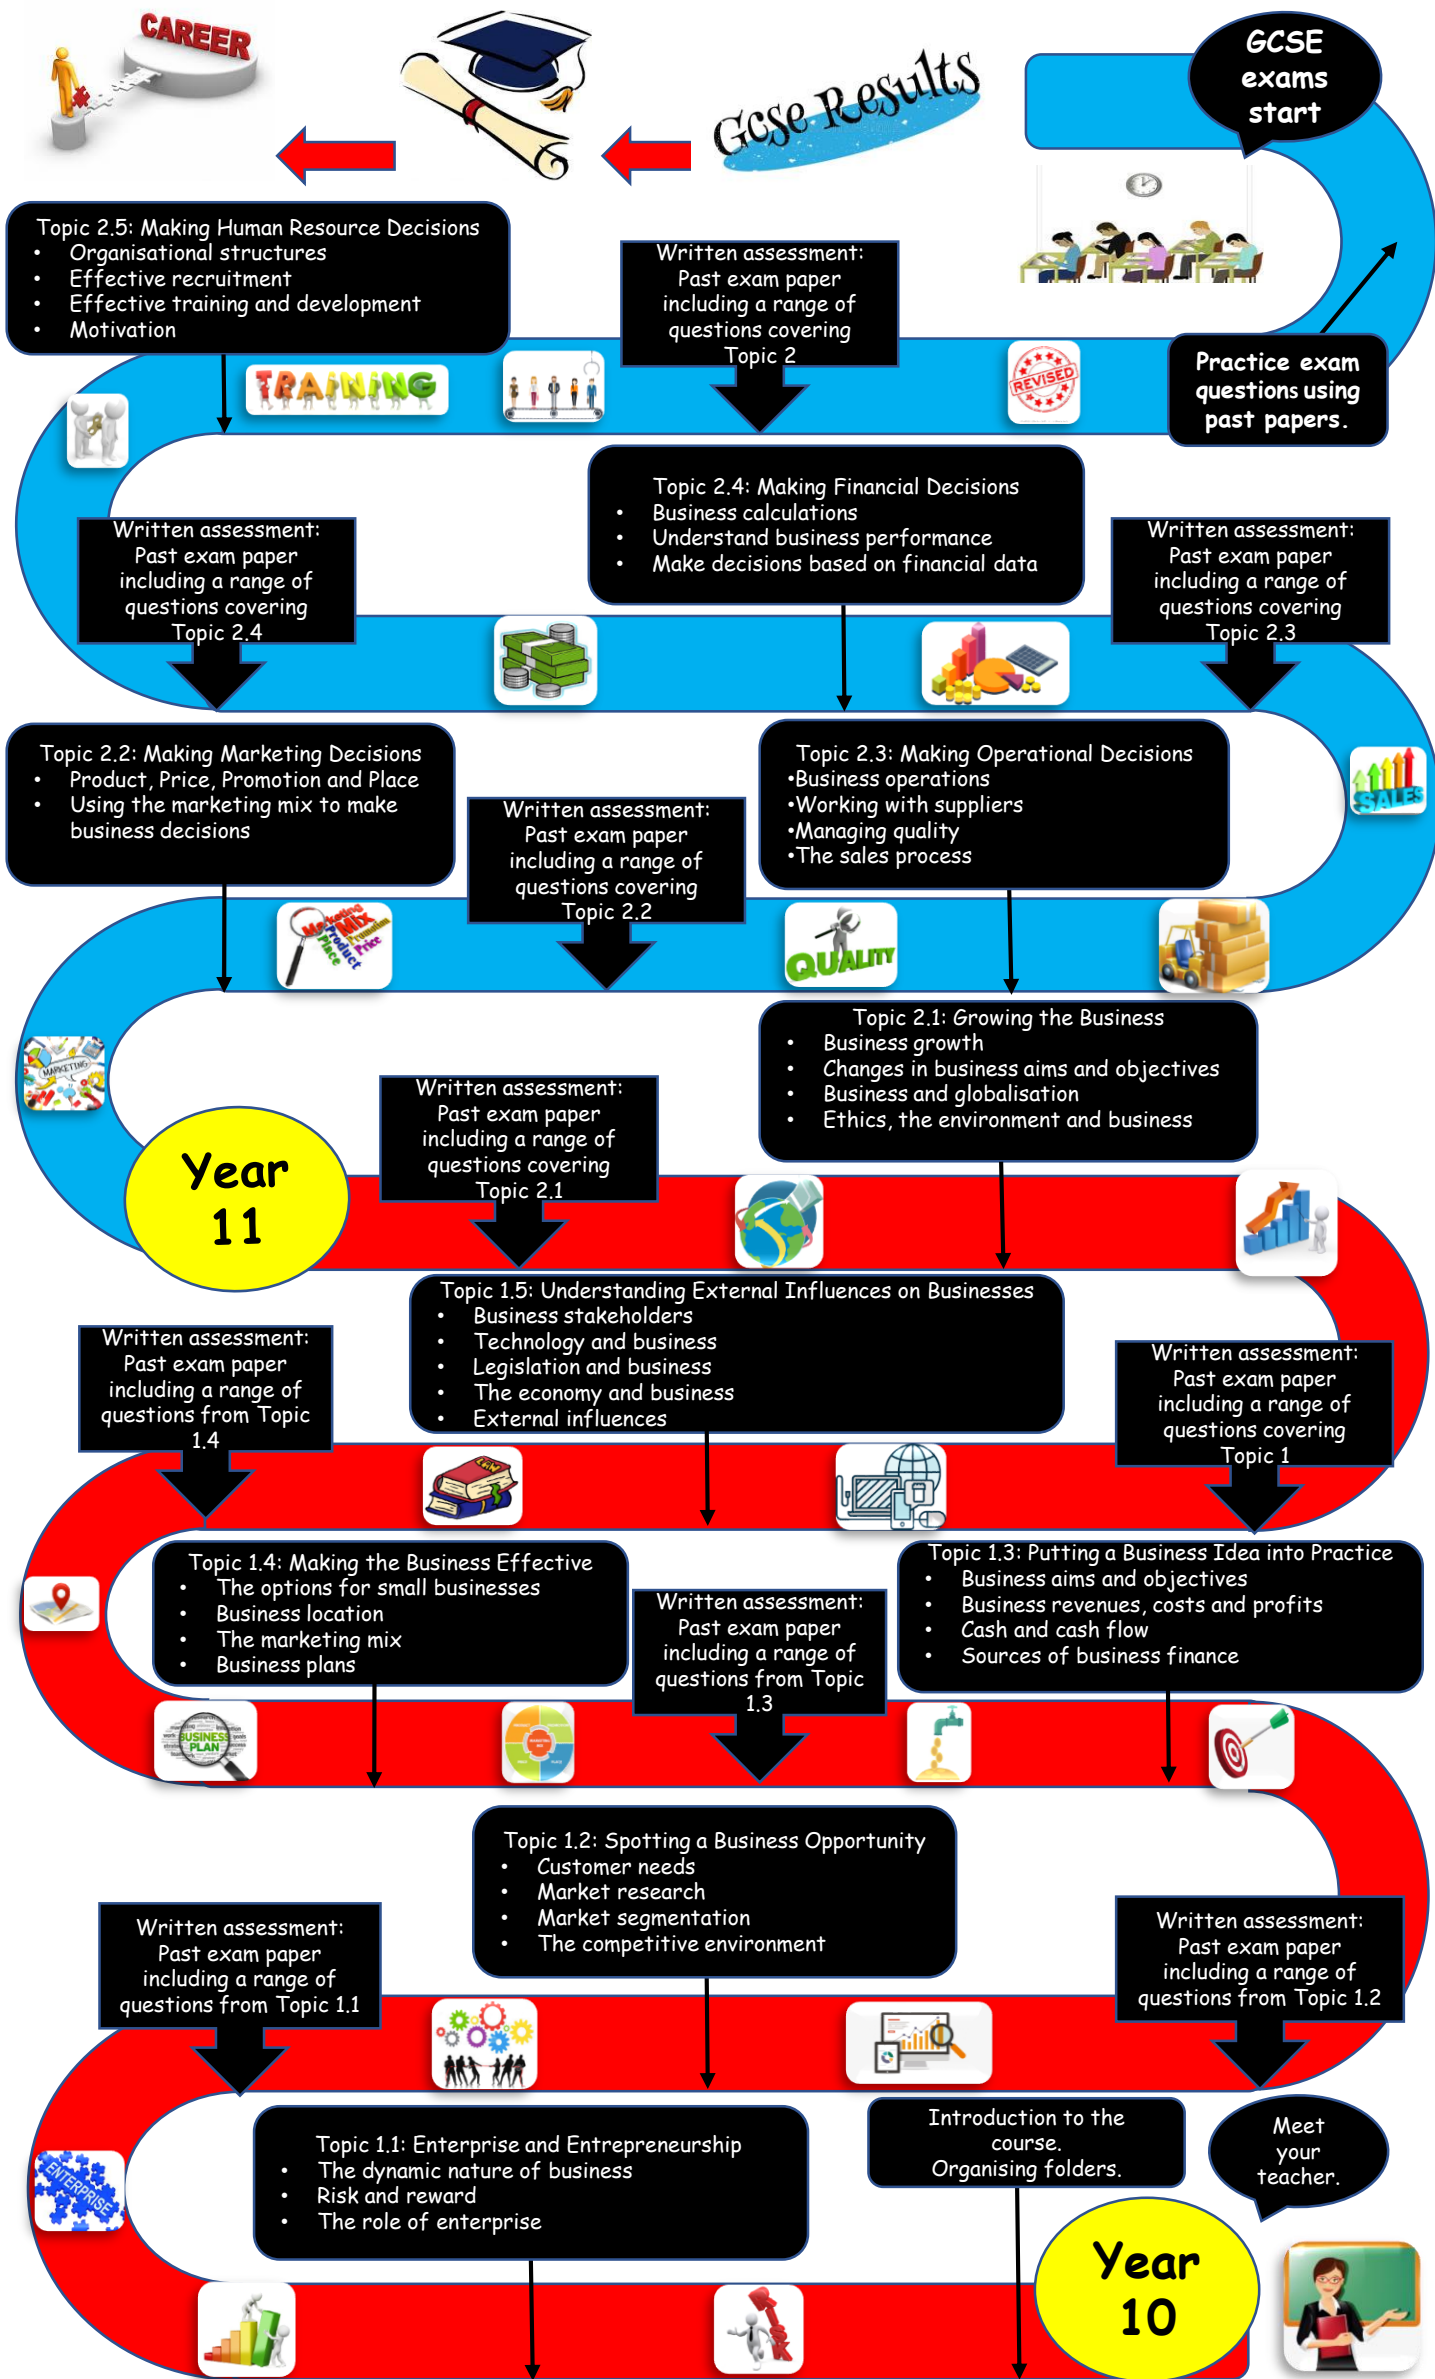 CAREER
Gcse Results
GCSE
exams
start
Topic 2.5: Making Human Resource Decisions
• Organisational structures
• Effective recruitment
• Effective training and development
• Motivation
Written assessment:
Past exam paper
including a range of
questions covering
Topic 2
Practice exam
questions using
past papers.
TRAiNiNG
REVISED
Topic 2.4: Making Financial Decisions
• Business calculations
• Understand business performance
• Make decisions based on financial data
Written assessment:
Past exam paper
including a range of
questions covering
Topic 2.4
Written assessment:
Past exam paper
including a range of
questions covering
Topic 2.3
Topic 2.2: Making Marketing Decisions
• Product, Price, Promotion and Place
• Using the marketing mix to make
business decisions
Written assessment:
Past exam paper
including a range of
questions covering
Topic 2.2
Topic 2.3: Making Operational Decisions
•Business operations
•Working with suppliers
•Managing quality
•The sales process
SALES
Marketing
Mix
Promotion
Product
Price
Place
QUALITY
Topic 2.1: Growing the Business
• Business growth
• Changes in business aims and objectives
• Business and globalisation
• Ethics, the environment and business
MARKETING
Written assessment:
Past exam paper
including a range of
questions covering
Topic 2.1
Year
11
Topic 1.5: Understanding External Influences on Businesses
• Business stakeholders
• Technology and business
• Legislation and business
• The economy and business
• External influences
Written assessment:
Past exam paper
including a range of
questions from Topic
1.4
Written assessment:
Past exam paper
including a range of
questions covering
Topic 1
LAW
Topic 1.4: Making the Business Effective
• The options for small businesses
• Business location
• The marketing mix
• Business plans
Written assessment:
Past exam paper
including a range of
questions from Topic
1.3
Topic 1.3: Putting a Business Idea into Practice
• Business aims and objectives
• Business revenues, costs and profits
• Cash and cash flow
• Sources of business finance
BUSINESS
PLAN
Topic 1.2: Spotting a Business Opportunity
• Customer needs
• Market research
• Market segmentation
• The competitive environment
Written assessment:
Past exam paper
including a range of
questions from Topic 1.1
Written assessment:
Past exam paper
including a range of
questions from Topic 1.2
Topic 1.1: Enterprise and Entrepreneurship
• The dynamic nature of business
• Risk and reward
• The role of enterprise
Introduction to the
course.
Organising folders.
Meet
your
teacher.
ENTERPRISE
RISK
Year
10